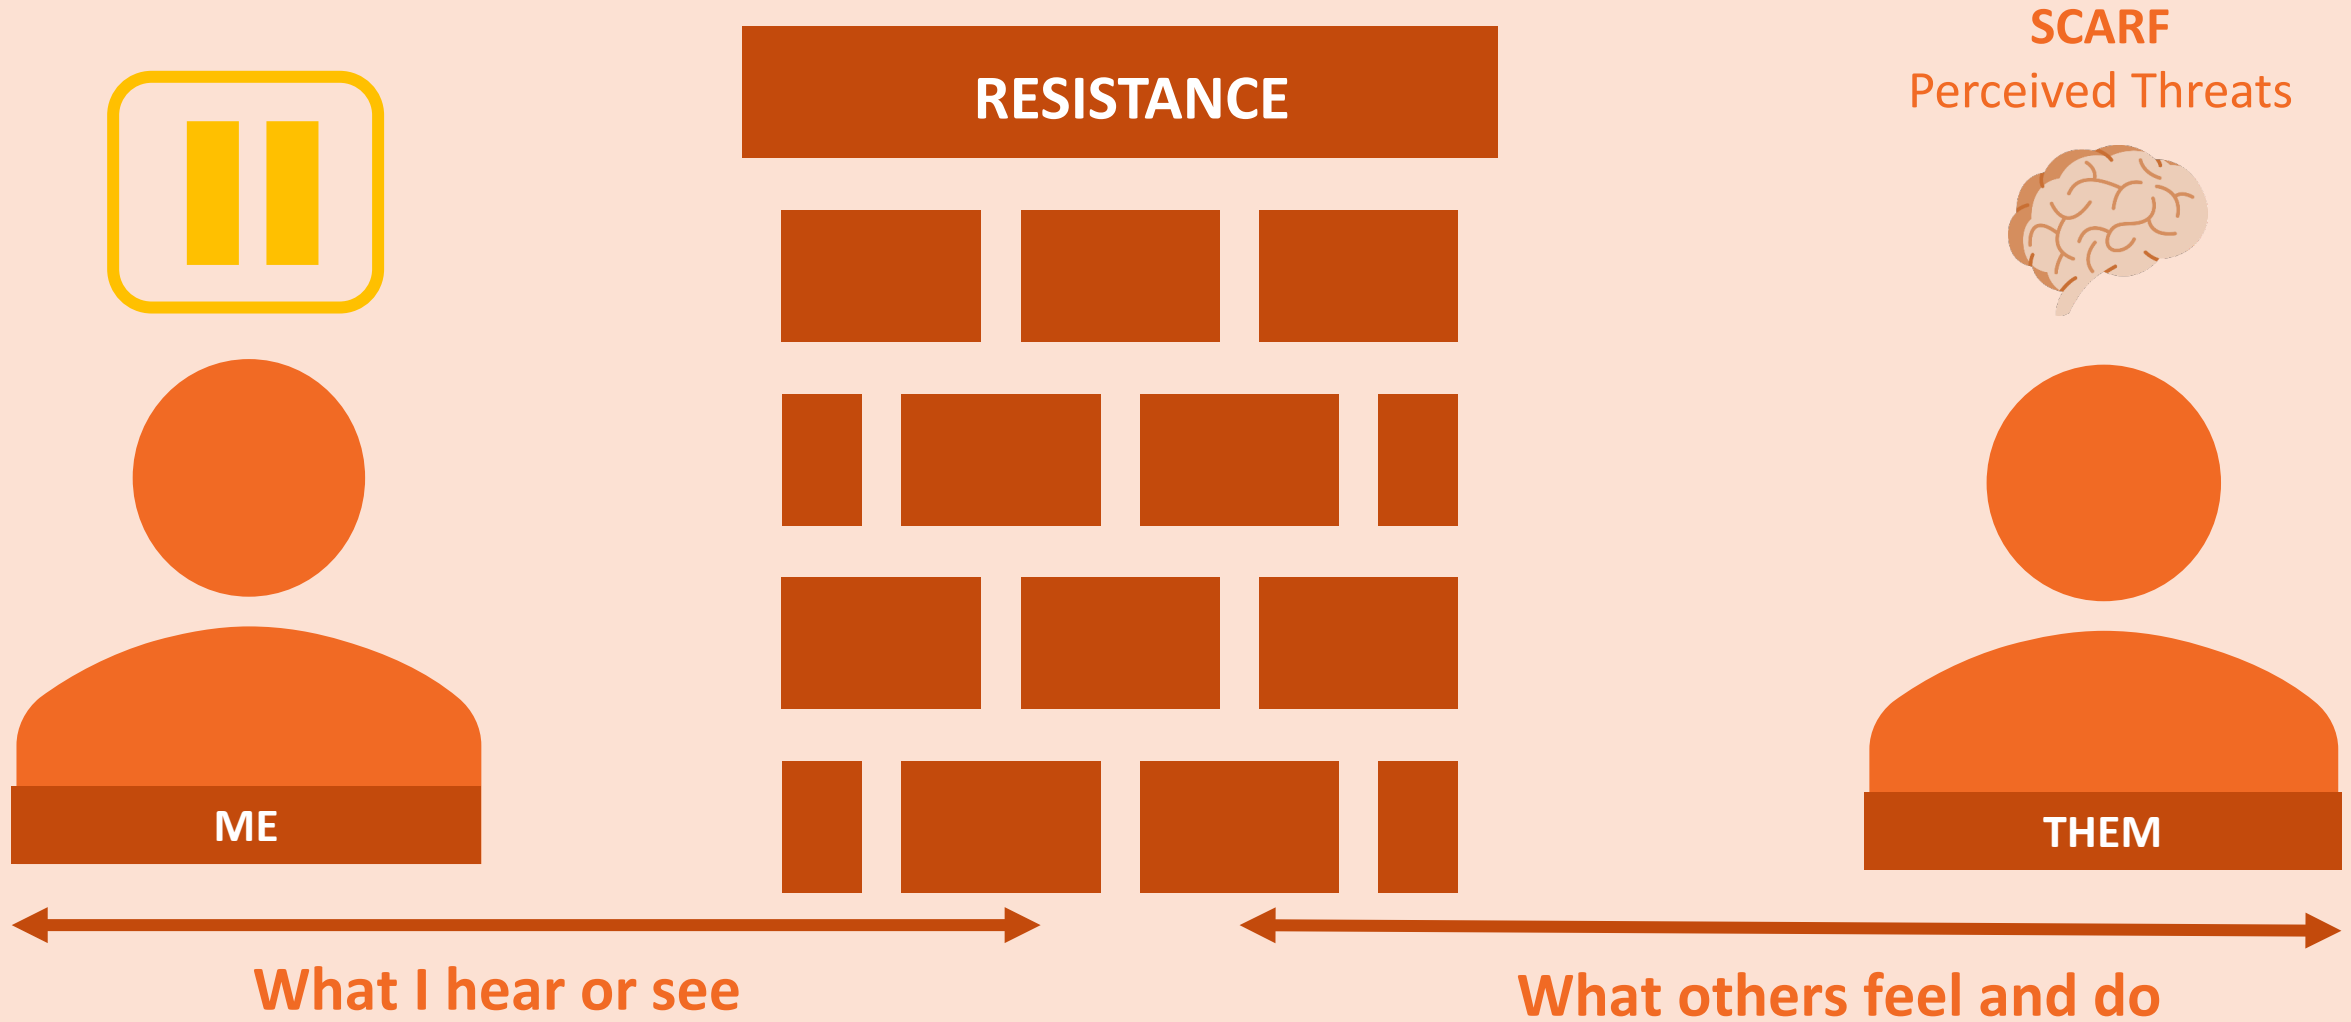 SCARF
Perceived Threats
RESISTANCE
ME
THEM
What I hear or see
What others feel and do